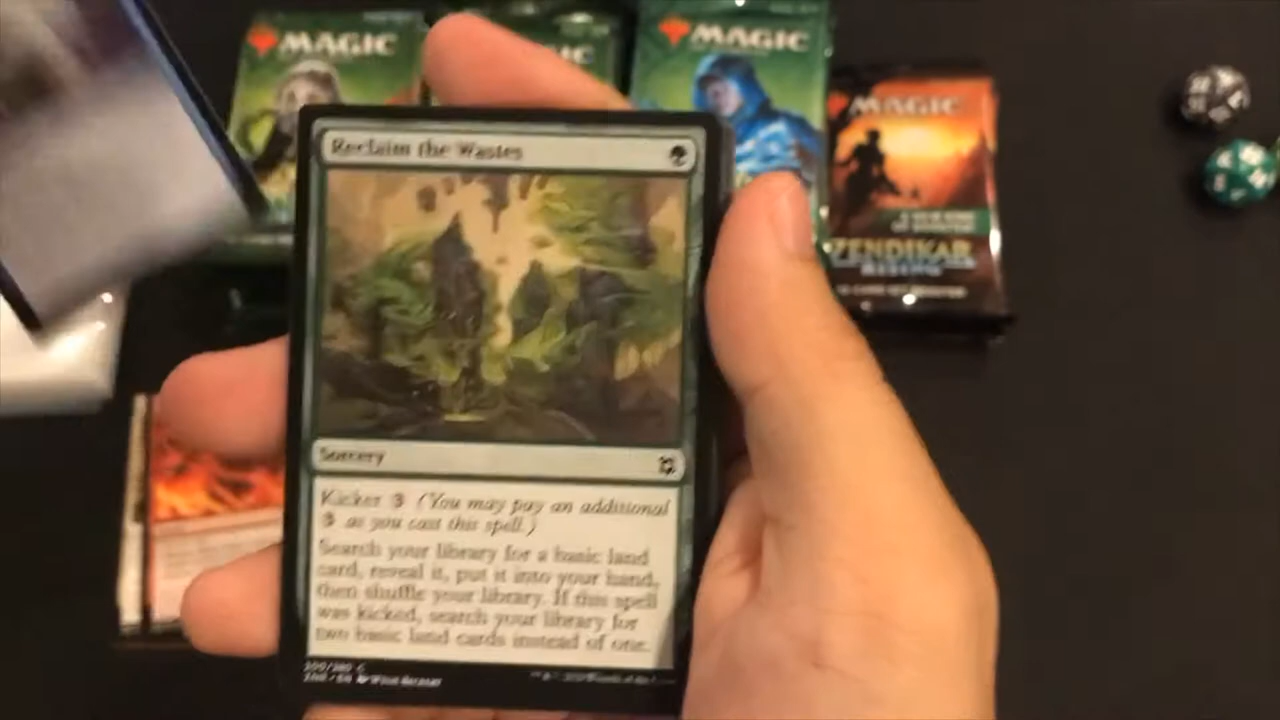 MAGIC
MAGIC
MAGIC
ZENDIKAR
RISING
Reclaim the Wastes
Sorcery
Kicker 3 (You may pay an additional
3 as you cast this spell.)
Search your library for a basic land
card, reveal it, put it into your hand,
then shuffle your library. If this spell
was kicked, search your library for
two basic land cards instead of one.